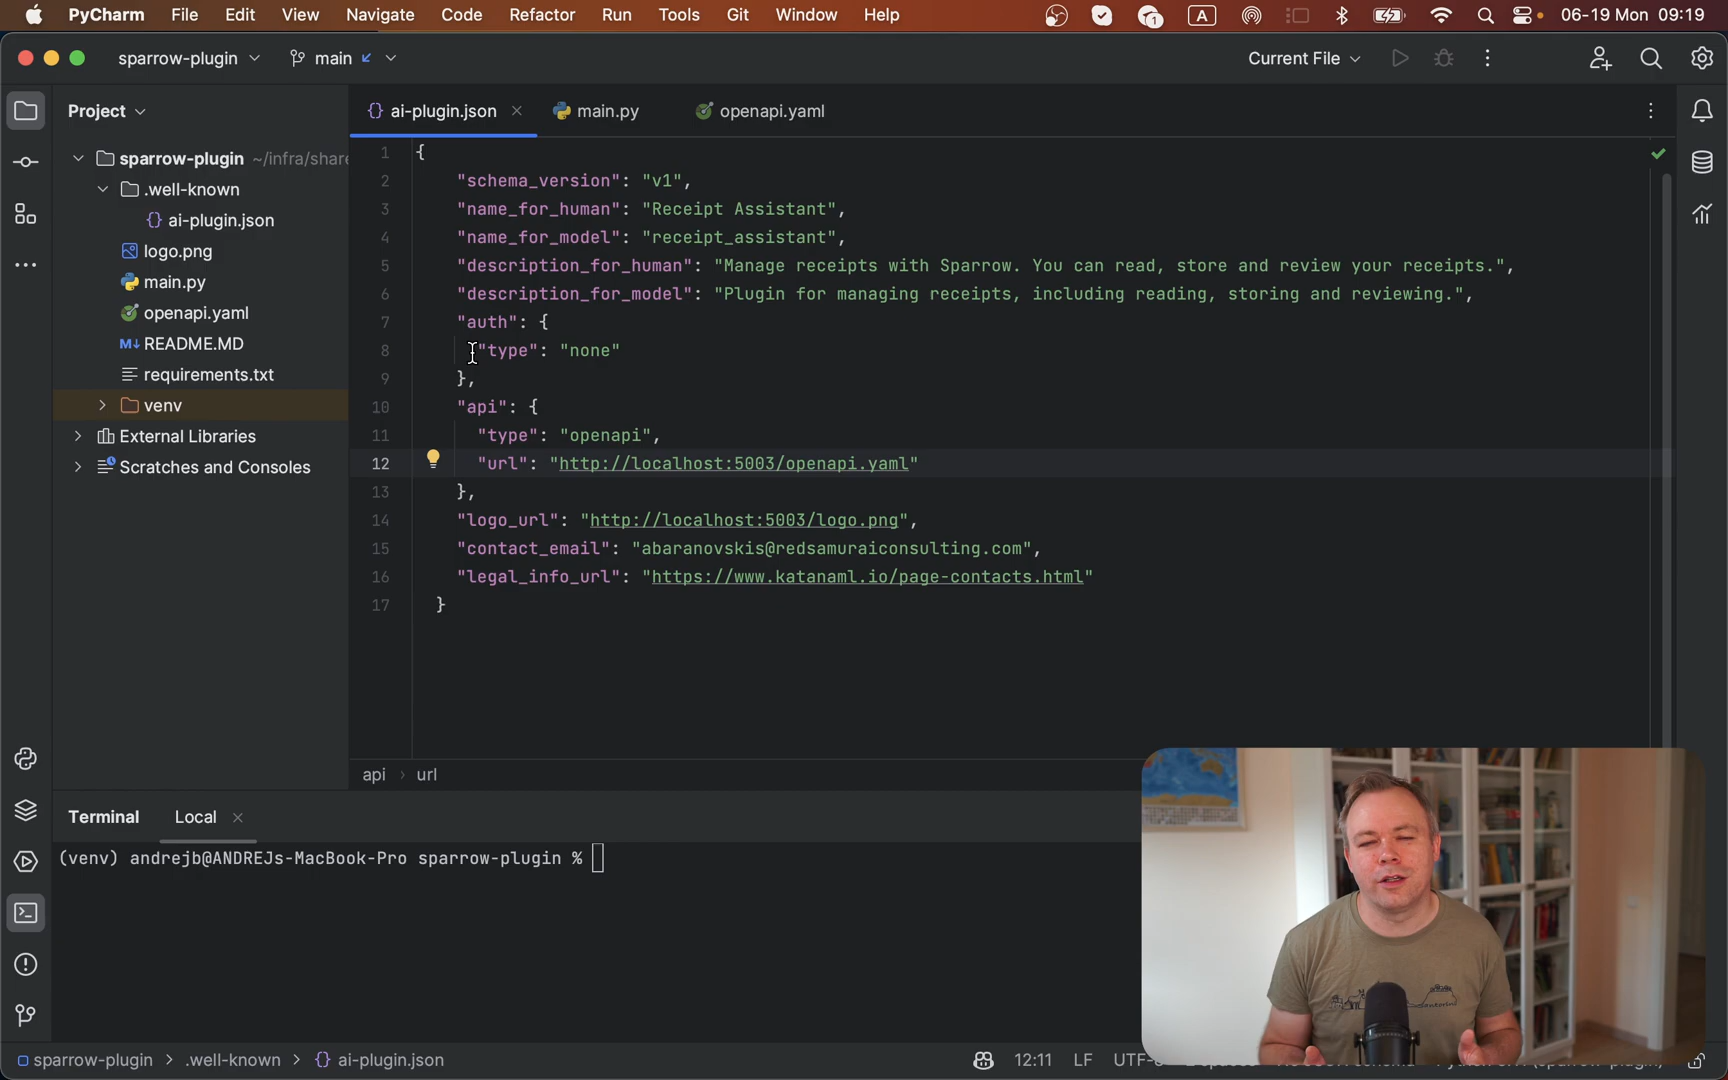 PyCharm File Edit View Navigate Code Refactor Run Tools Git Window Help 1 A 06-19 Mon 09:19
sparrow-plugin main Current File
Project
ai-plugin.json main.py openapi.yaml
sparrow-plugin ~/infra/share
.well-known
ai-plugin.json
logo.png
main.py
openapi.yaml
M↓ README.MD
requirements.txt
venv
External Libraries
Scratches and Consoles
1 {
2 "schema_version": "v1",
3 "name_for_human": "Receipt Assistant",
4 "name_for_model": "receipt_assistant",
5 "description_for_human": "Manage receipts with Sparrow. You can read, store and review your receipts.",
6 "description_for_model": "Plugin for managing receipts, including reading, storing and reviewing.",
7 "auth": {
8 "type": "none"
9 },
10 "api": {
11 "type": "openapi",
12 "url": "http://localhost:5003/openapi.yaml"
13 },
14 "logo_url": "http://localhost:5003/logo.png",
15 "contact_email": "abaranovskis@redsamuraiconsulting.com",
16 "legal_info_url": "https://www.katanaml.io/page-contacts.html"
17 }
api › url
Terminal Local
(venv) andrejb@ANDREJs-MacBook-Pro sparrow-plugin %
sparrow-plugin > .well-known > ai-plugin.json 12:11 LF